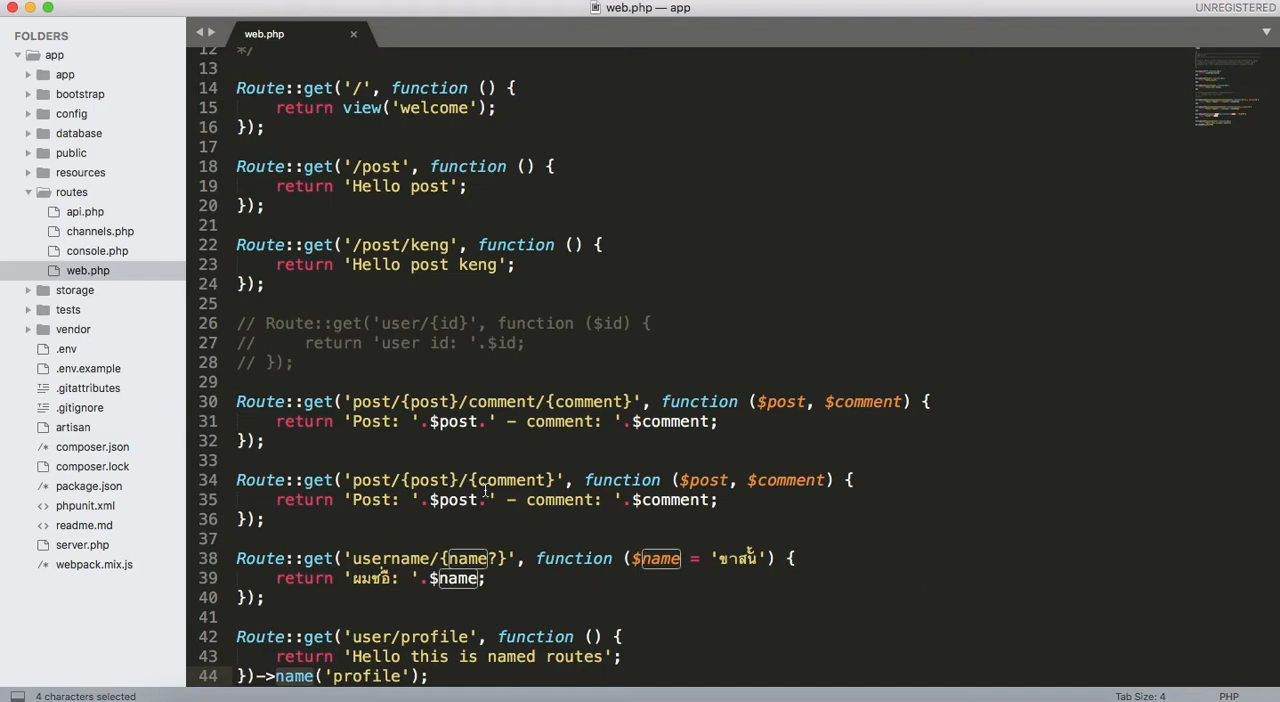 web.php — app
UNREGISTERED
FOLDERS
app
app
bootstrap
config
database
public
resources
routes
api.php
channels.php
console.php
web.php
storage
tests
vendor
.env
.env.example
.gitattributes
.gitignore
artisan
composer.json
composer.lock
package.json
phpunit.xml
readme.md
server.php
webpack.mix.js
web.php
12 */
13
14 Route::get('/', function () {
15     return view('welcome');
16 });
17
18 Route::get('/post', function () {
19     return 'Hello post';
20 });
21
22 Route::get('/post/keng', function () {
23     return 'Hello post keng';
24 });
25
26 // Route::get('user/{id}', function ($id) {
27 //     return 'user id: '.$id;
28 // });
29
30 Route::get('post/{post}/comment/{comment}', function ($post, $comment) {
31     return 'Post: '.$post.' - comment: '.$comment;
32 });
33
34 Route::get('post/{post}/{comment}', function ($post, $comment) {
35     return 'Post: '.$post.' - comment: '.$comment;
36 });
37
38 Route::get('username/{name?}', function ($name = 'ขาสั้น') {
39     return 'ผมชื่อ: '.$name;
40 });
41
42 Route::get('user/profile', function () {
43     return 'Hello this is named routes';
44 })->name('profile');
4 characters selected
Tab Size: 4
PHP